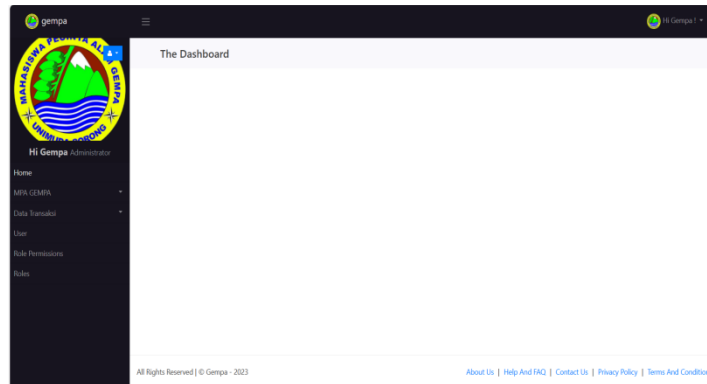 gempa
Hi Gempa !
The Dashboard
MAHASISWA PECINTA ALAM GEMPA
UNIMUDA SORONG
Hi Gempa Administrator
Home
MPA GEMPA
Data Transaksi
User
Role Permissions
Roles
All Rights Reserved | © Gempa - 2023
About Us | Help And FAQ | Contact Us | Privacy Policy | Terms And Condition